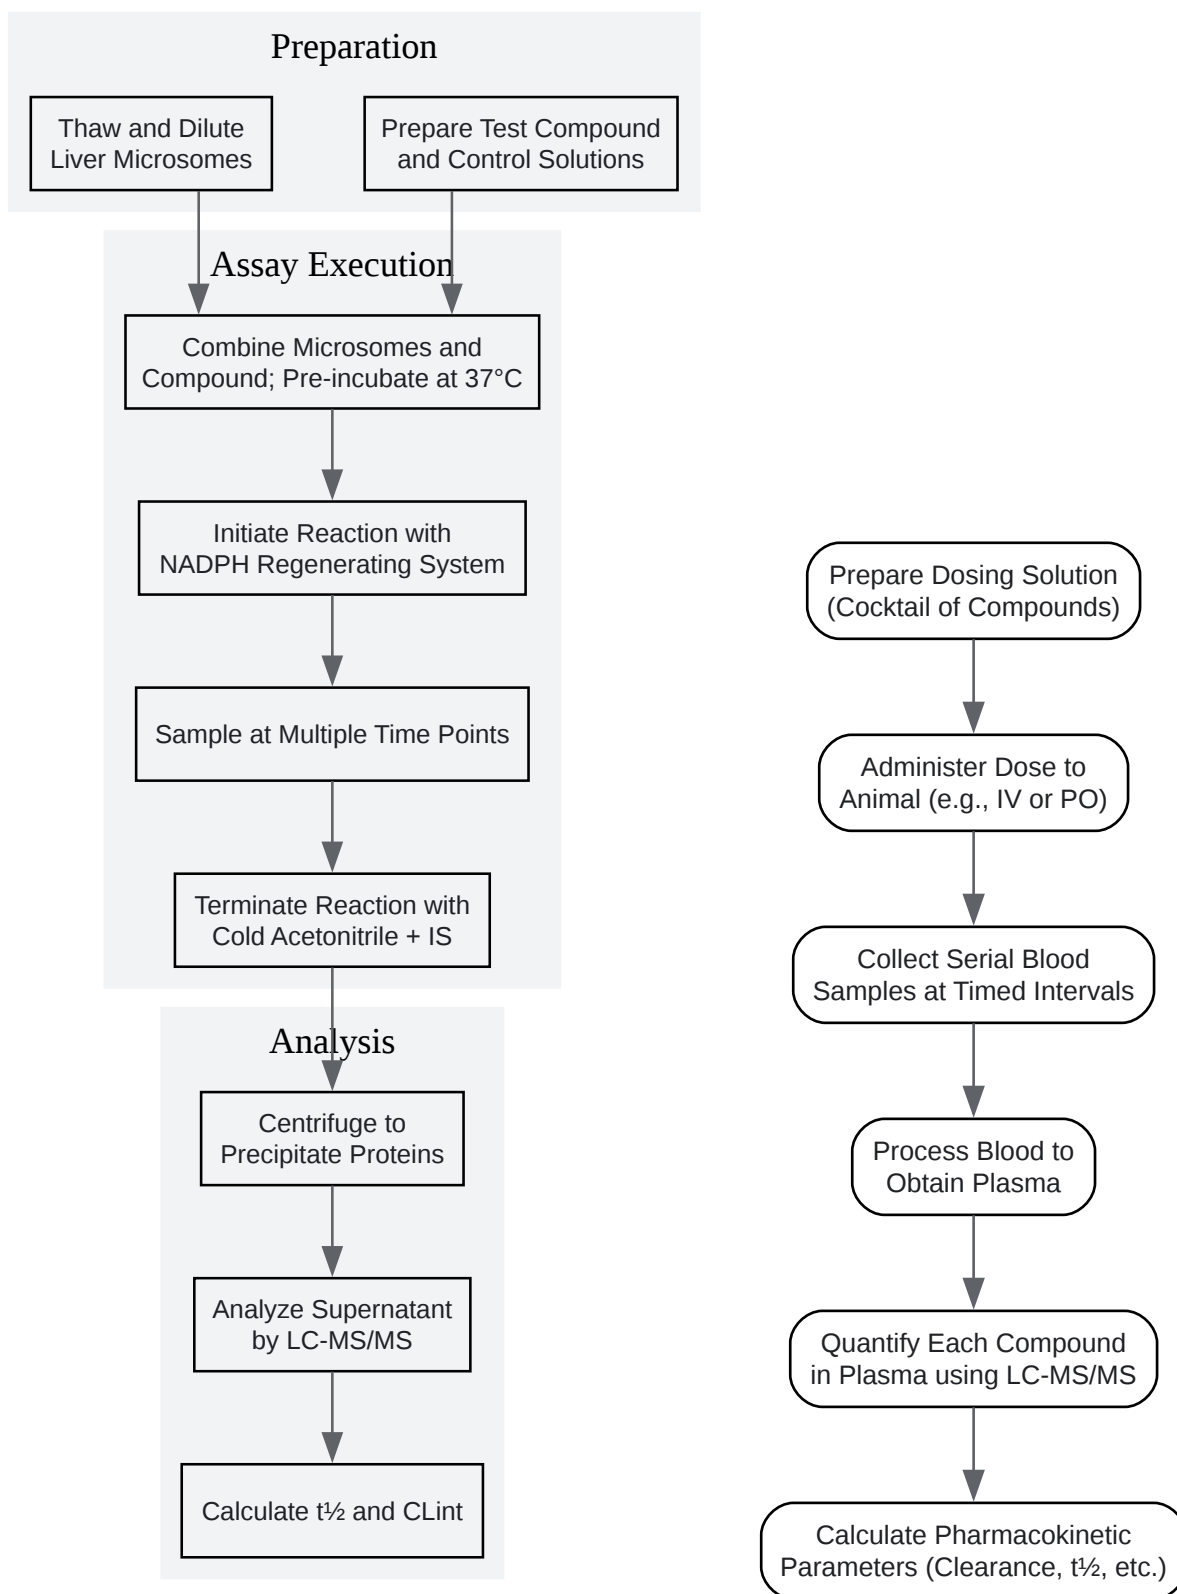 Preparation
Thaw and Dilute
Liver Microsomes
Prepare Test Compound
and Control Solutions
Assay Execution
Combine Microsomes and
Compound; Pre-incubate at 37°C
Initiate Reaction with
NADPH Regenerating System
Sample at Multiple Time Points
Terminate Reaction with
Cold Acetonitrile + IS
Analysis
Centrifuge to
Precipitate Proteins
Analyze Supernatant
by LC-MS/MS
Calculate t½ and CLint
Prepare Dosing Solution
(Cocktail of Compounds)
Administer Dose to
Animal (e.g., IV or PO)
Collect Serial Blood
Samples at Timed Intervals
Process Blood to
Obtain Plasma
Quantify Each Compound
in Plasma using LC-MS/MS
Calculate Pharmacokinetic
Parameters (Clearance, t½, etc.)